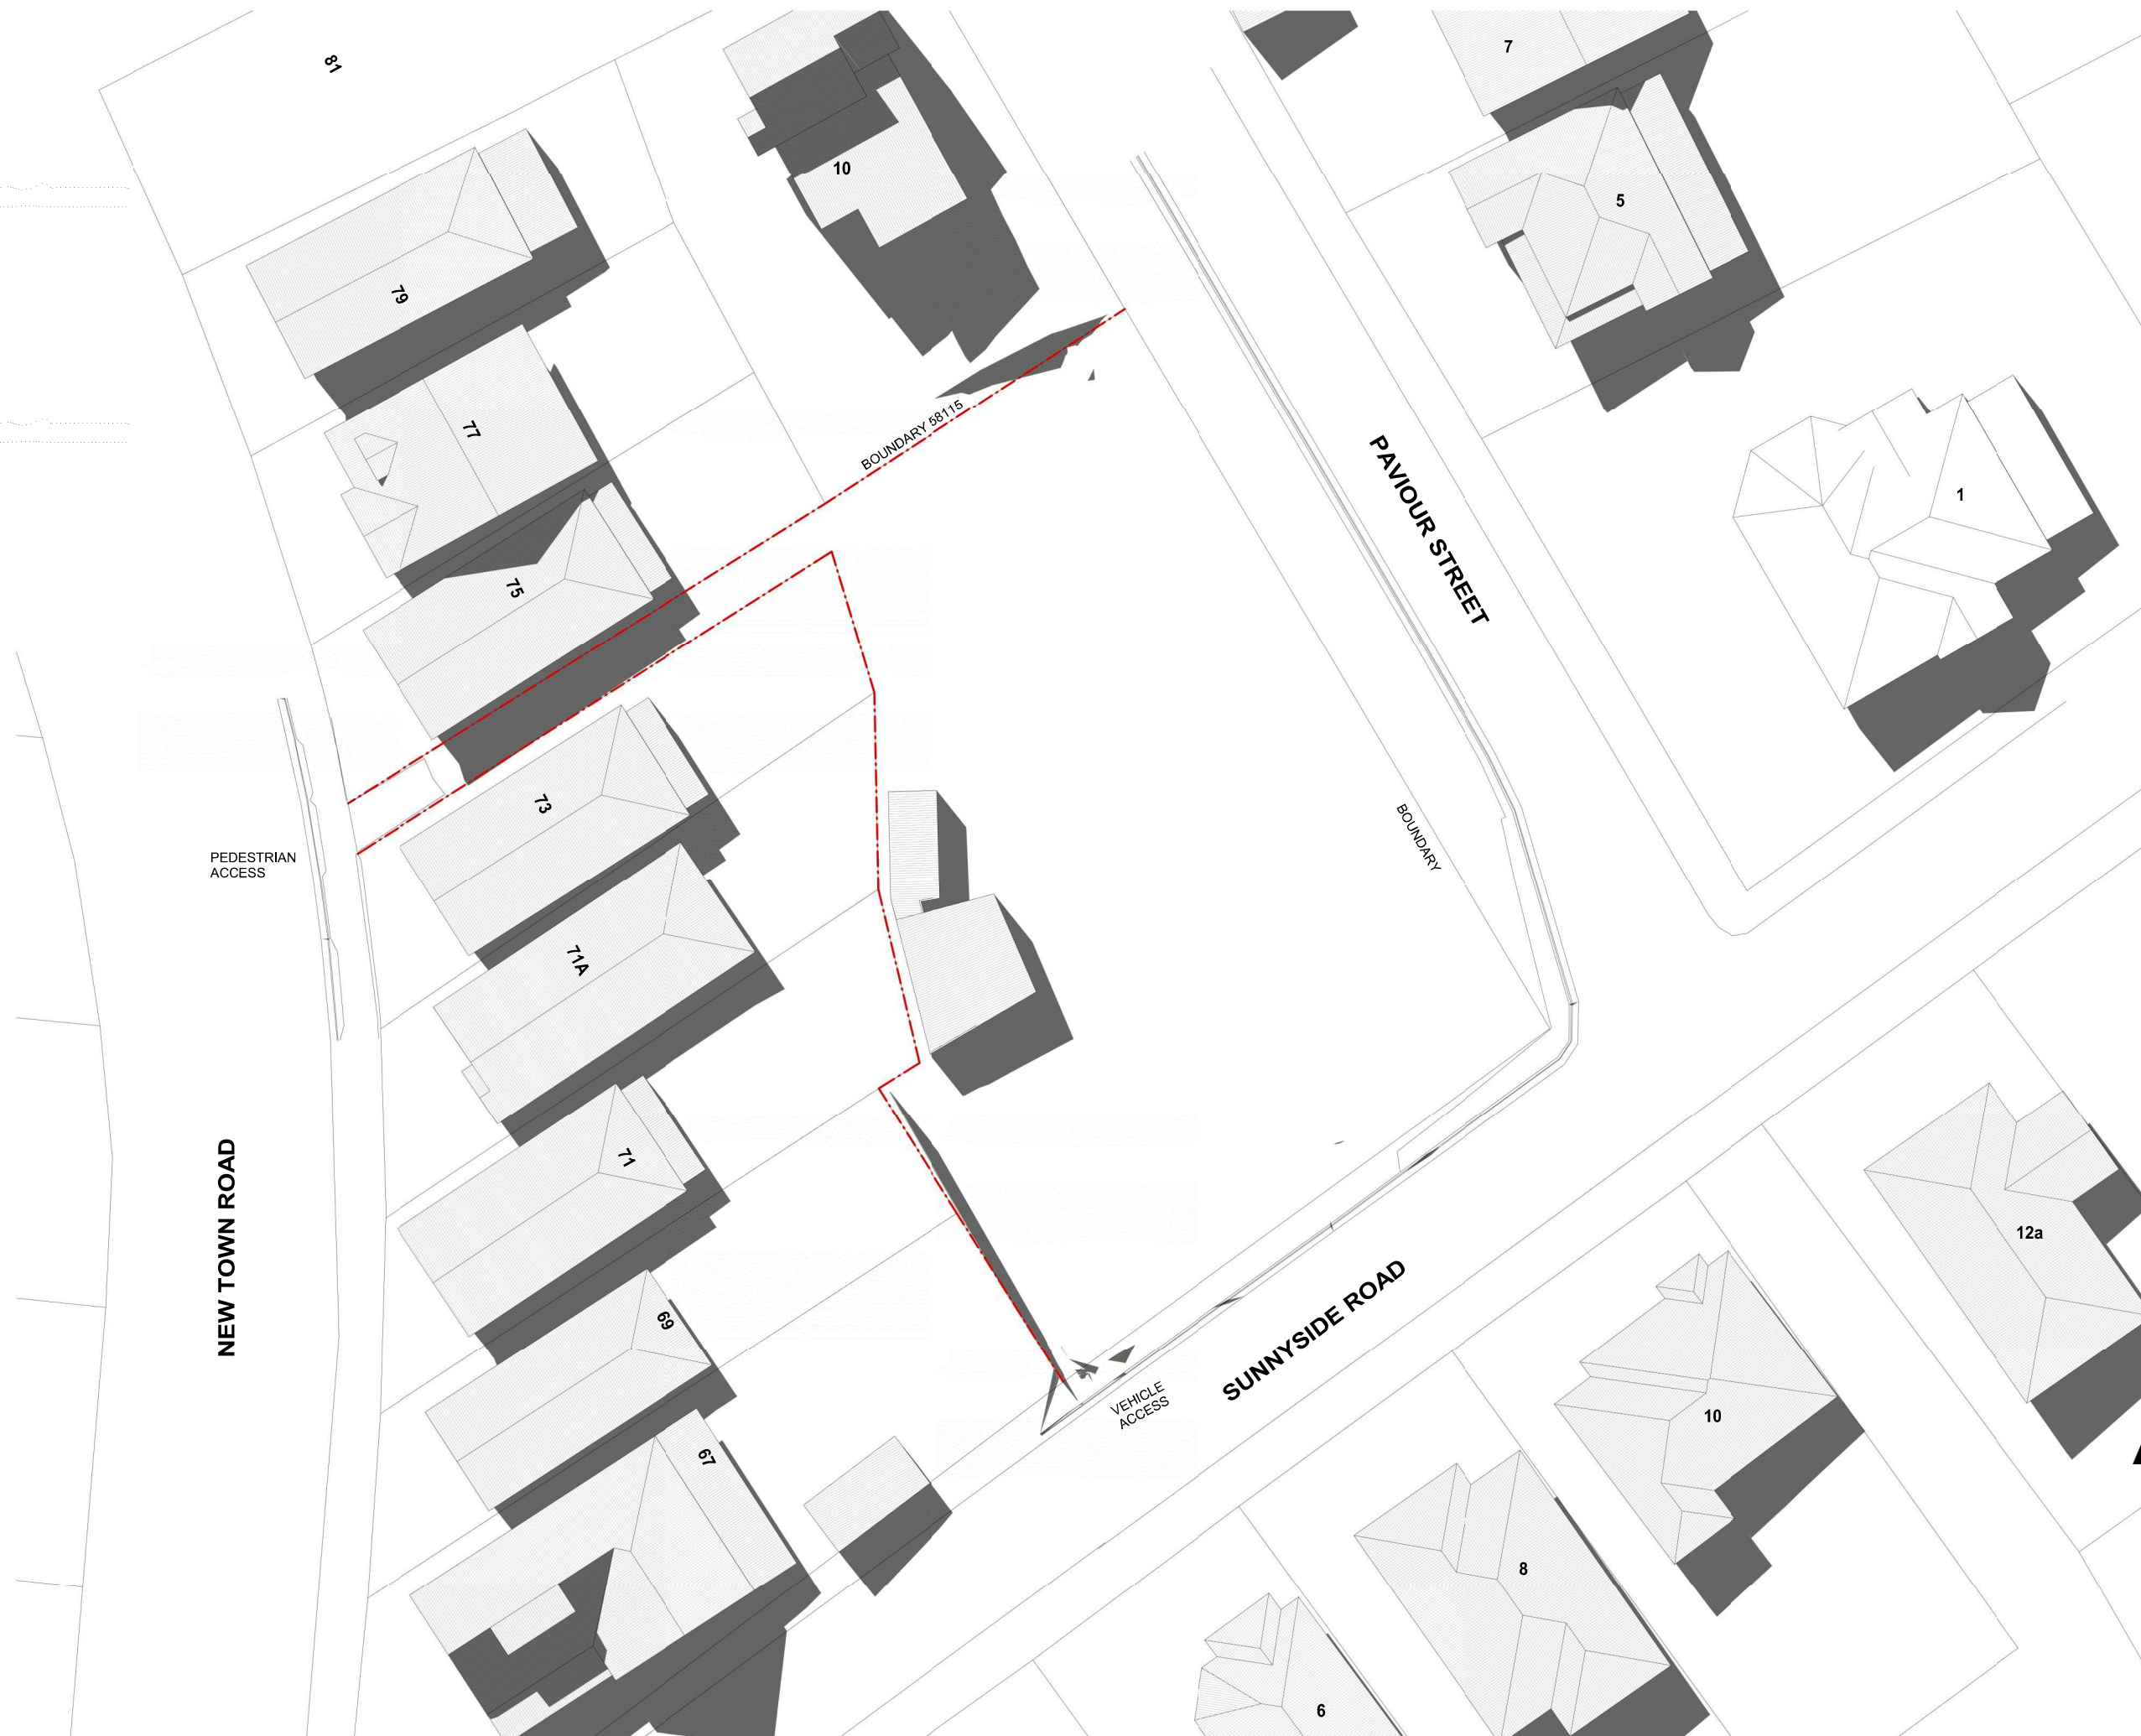 81
7
10
5
79
77
BOUNDARY 58115
PAVIOUR STREET
1
75
73
BOUNDARY
PEDESTRIAN
ACCESS
71A
71
NEW TOWN ROAD
69
SUNNYSIDE ROAD
VEHICLE
ACCESS
12a
10
67
8
6